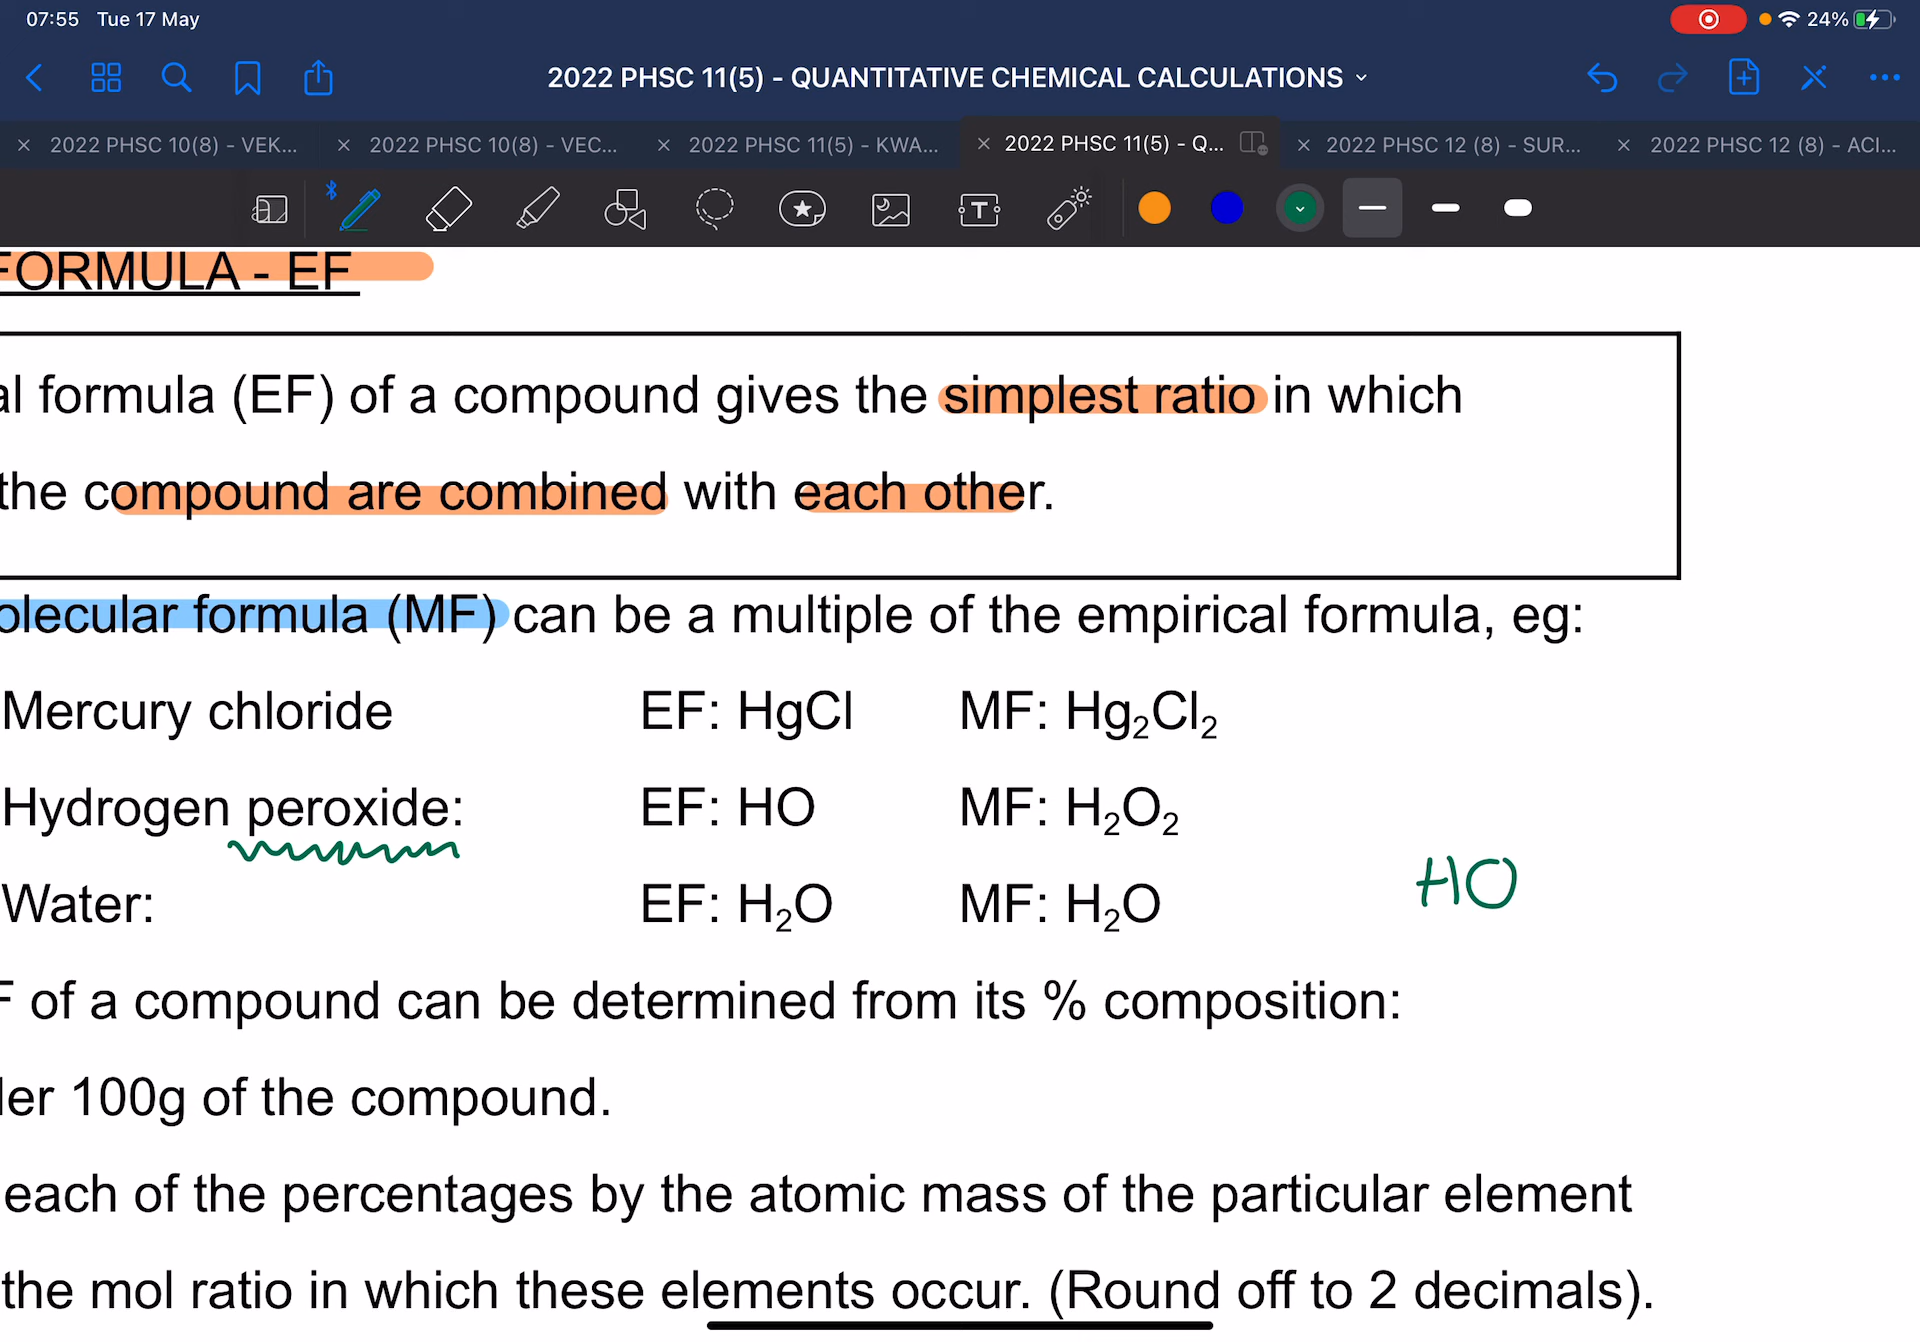 07:55 Tue 17 May 24%
2022 PHSC 11(5) - QUANTITATIVE CHEMICAL CALCULATIONS
2022 PHSC 10(8) - VEK... 2022 PHSC 10(8) - VEC... 2022 PHSC 11(5) - KWA... 2022 PHSC 11(5) - Q... 2022 PHSC 12 (8) - SUR... 2022 PHSC 12 (8) - ACI...
FORMULA - EF
al formula (EF) of a compound gives the simplest ratio in which
the compound are combined with each other.
olecular formula (MF) can be a multiple of the empirical formula, eg:
Mercury chloride EF: HgCl MF: Hg₂Cl₂
Hydrogen peroxide: EF: HO MF: H₂O₂
HO
Water: EF: H₂O MF: H₂O
F of a compound can be determined from its % composition:
der 100g of the compound.
each of the percentages by the atomic mass of the particular element
the mol ratio in which these elements occur. (Round off to 2 decimals).